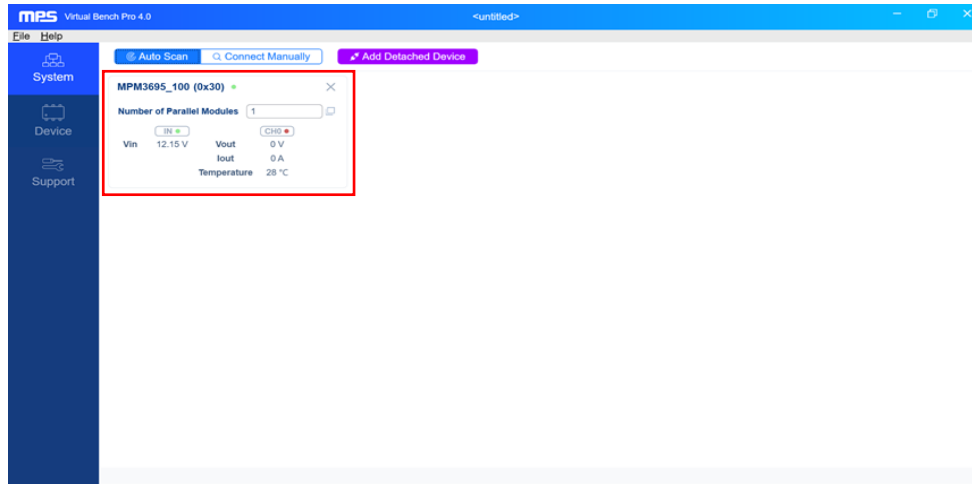 MPS Virtual Bench Pro 4.0 <untitled>
File Help
System
Device
Support
Auto Scan Connect Manually Add Detached Device
MPM3695_100 (0x30)
Number of Parallel Modules 1
IN CH0
Vin 12.15 V Vout 0 V
Iout 0 A
Temperature 28 °C